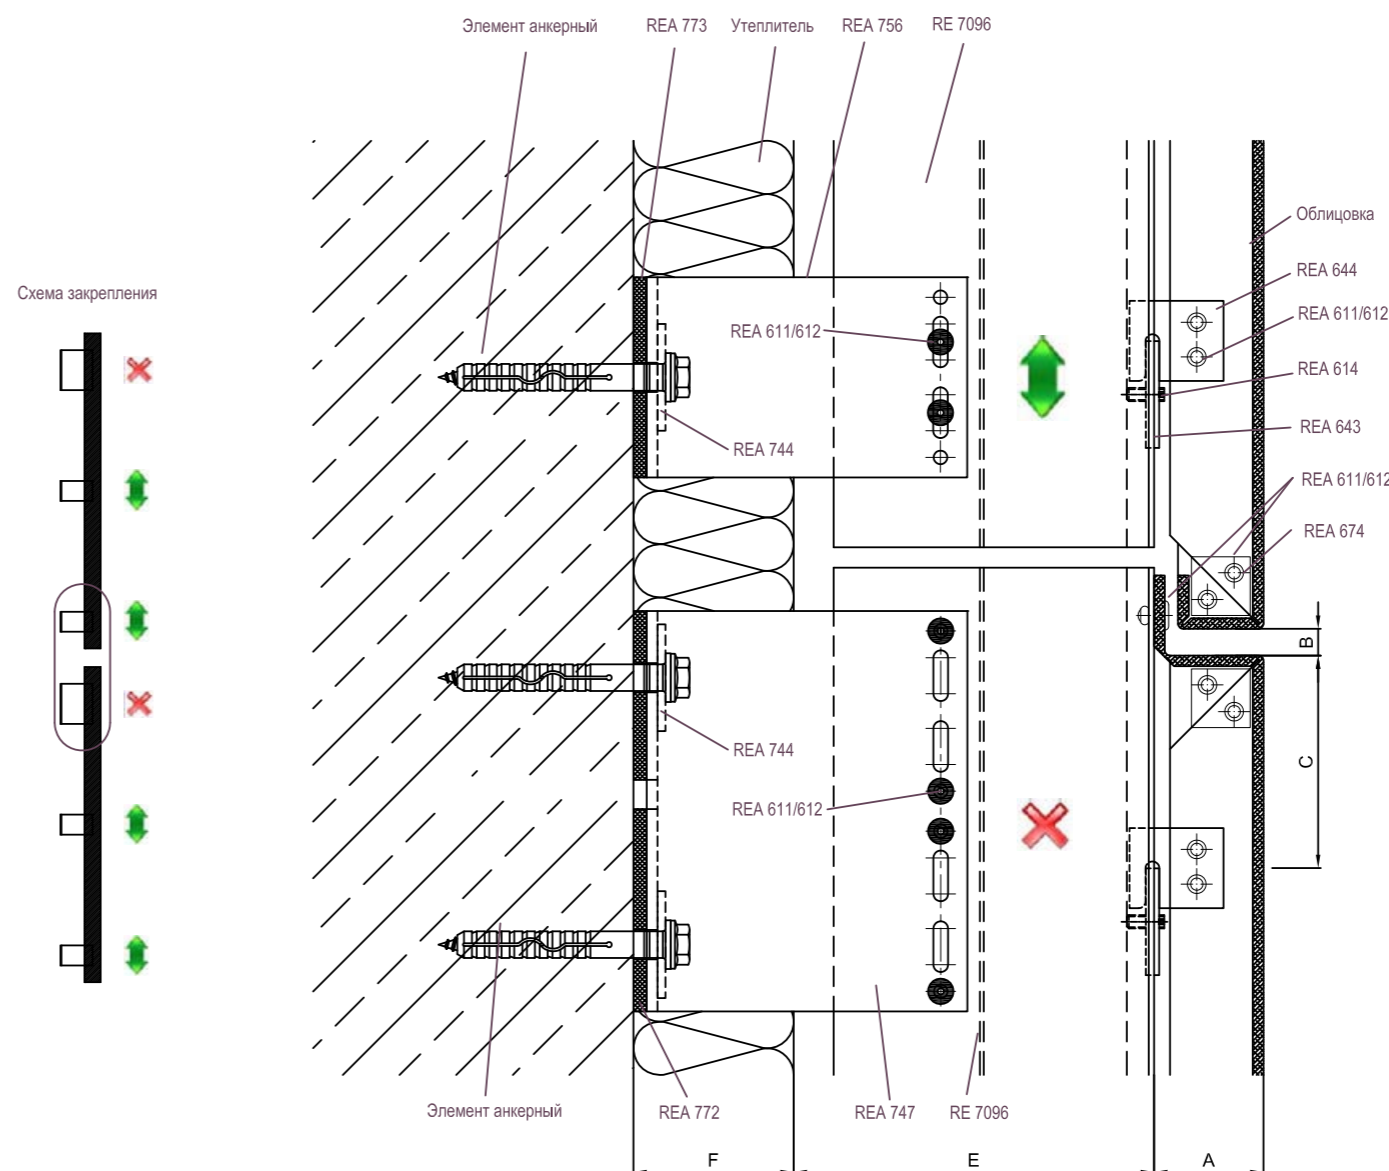 Элемент анкерный
REA 773
Утеплитель
REA 756
RE 7096
Облицовка
REA 644
Схема закрепления
REA 611/612
REA 611/612
REA 614
REA 643
REA 744
REA 611/612
REA 674
B
REA 744
C
REA 611/612
Элемент анкерный
REA 772
REA 747
RE 7096
F
E
A